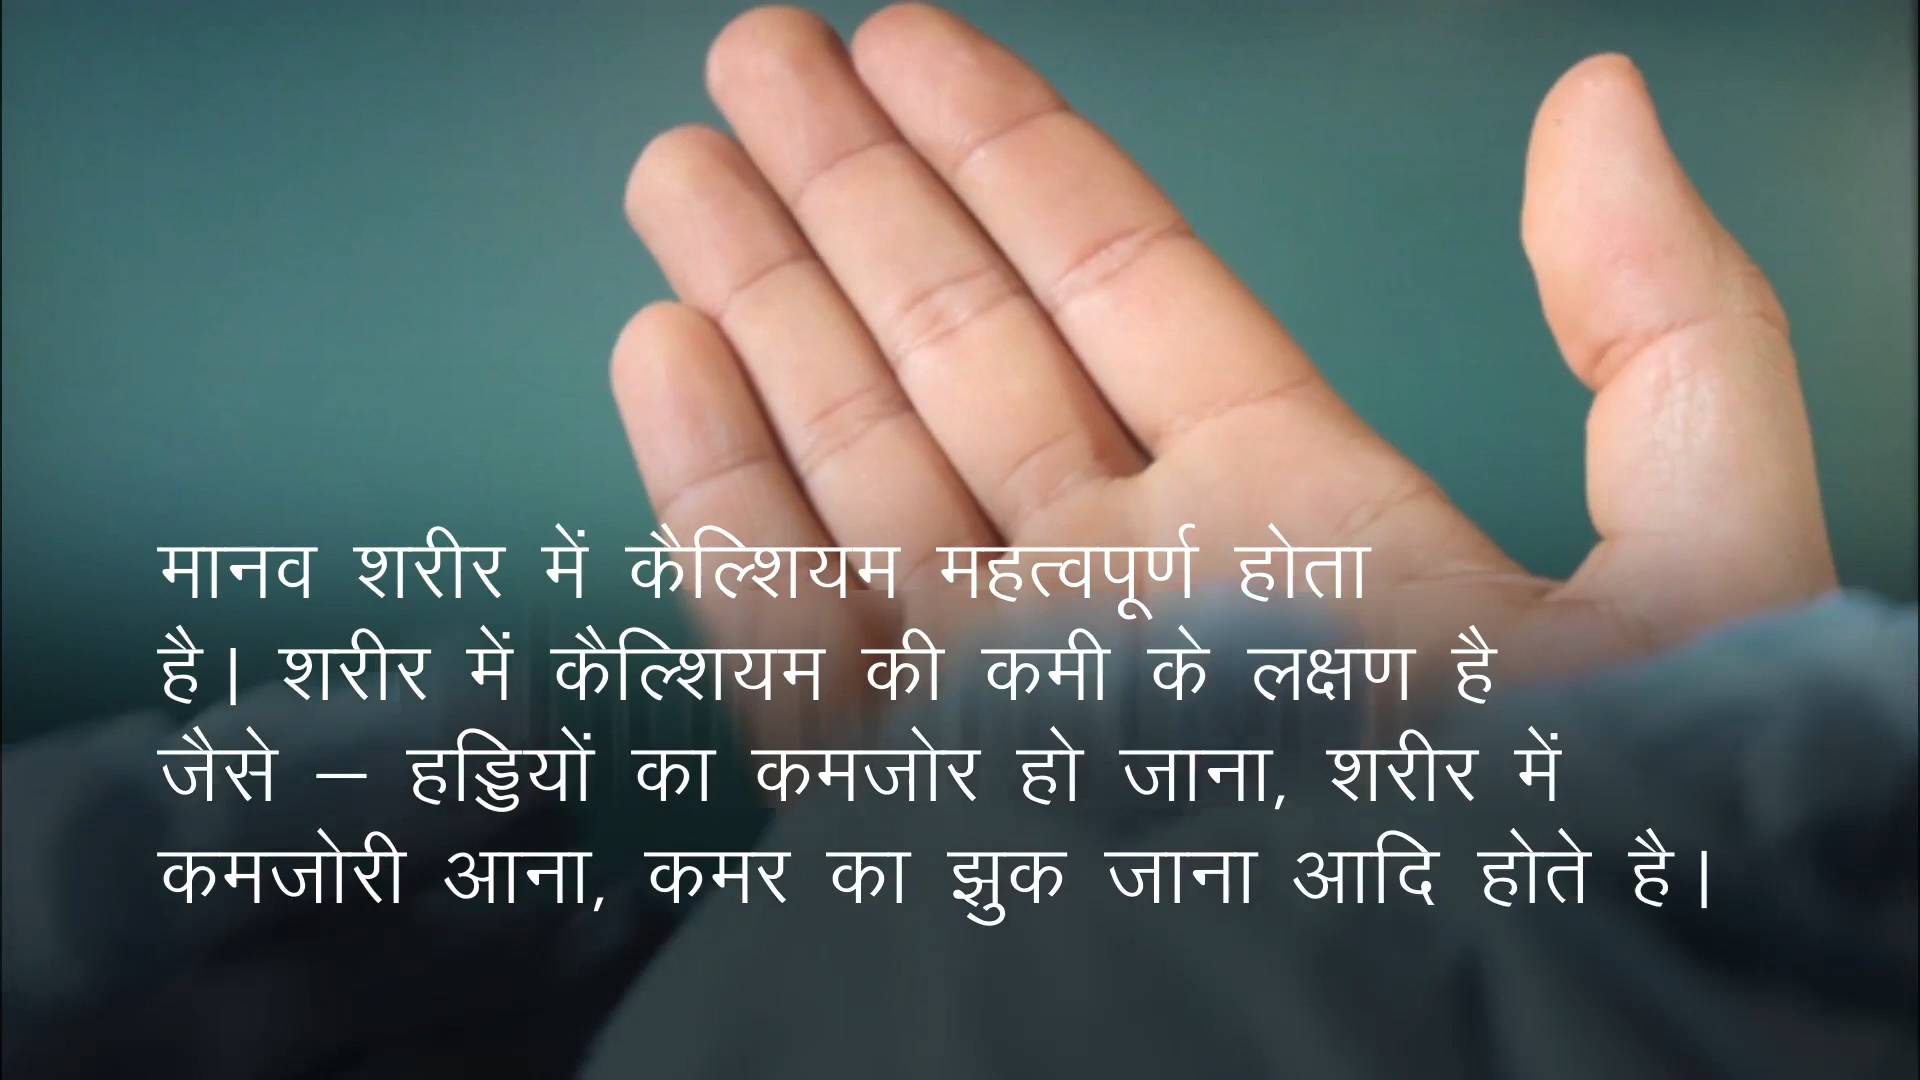 मानव शरीर में कैल्शियम महत्वपूर्ण होता
है। शरीर में कैल्शियम की कमी के लक्षण है
जैसे – हड्डियों का कमजोर हो जाना, शरीर में
कमजोरी आना, कमर का झुक जाना आदि होते है।